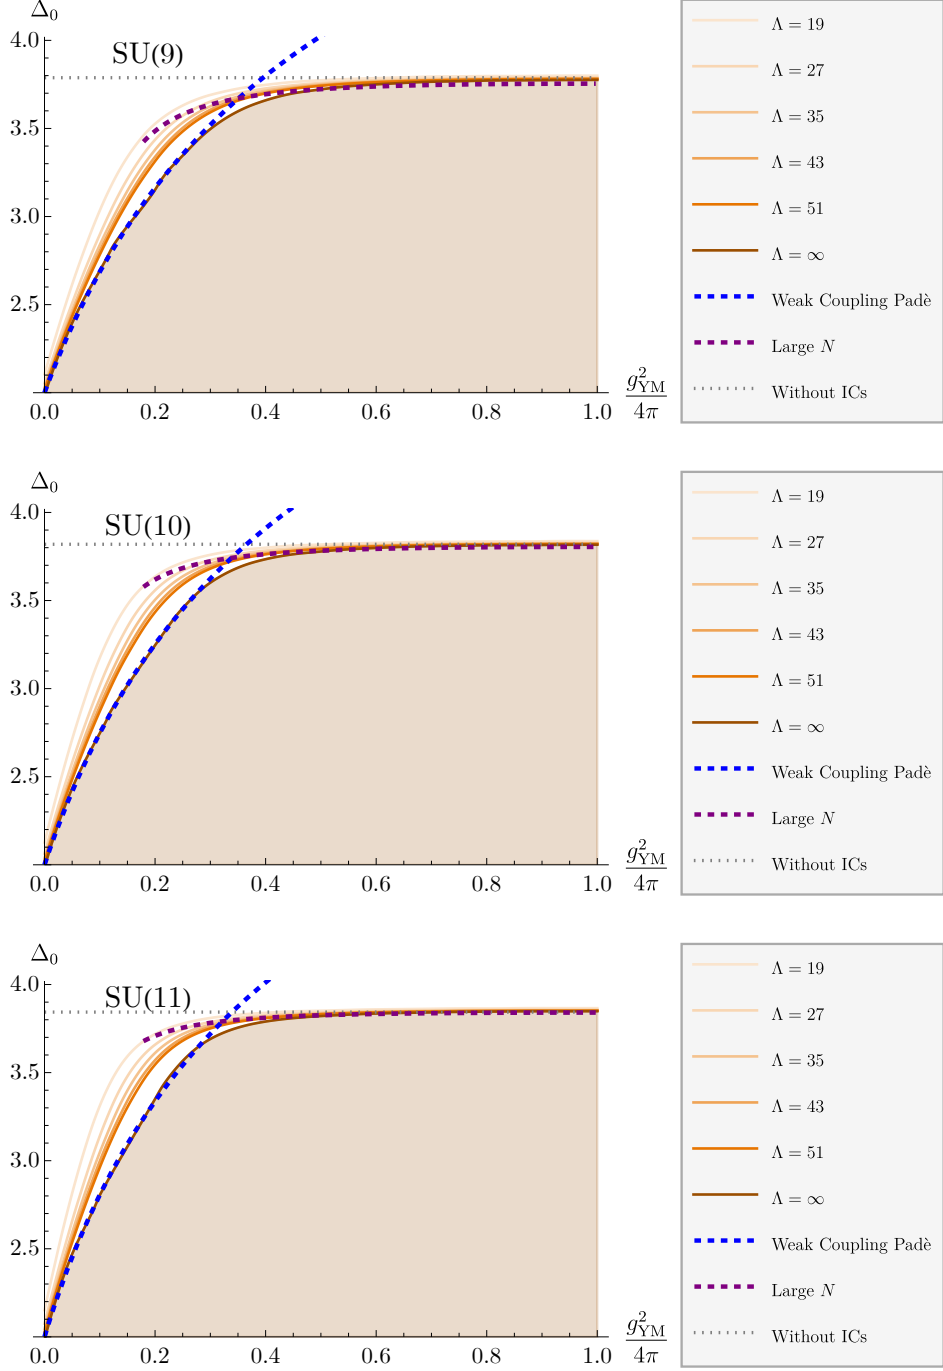 Δ₀
4.0
SU(9)
3.5
3.0
2.5
0.0 0.2 0.4 0.6 0.8 1.0
g²_YM
4π
Λ = 19
Λ = 27
Λ = 35
Λ = 43
Λ = 51
Λ = ∞
Weak Coupling Padè
Large N
Without ICs
Δ₀
4.0
SU(10)
3.5
3.0
2.5
0.0 0.2 0.4 0.6 0.8 1.0
g²_YM
4π
Λ = 19
Λ = 27
Λ = 35
Λ = 43
Λ = 51
Λ = ∞
Weak Coupling Padè
Large N
Without ICs
Δ₀
4.0
SU(11)
3.5
3.0
2.5
0.0 0.2 0.4 0.6 0.8 1.0
g²_YM
4π
Λ = 19
Λ = 27
Λ = 35
Λ = 43
Λ = 51
Λ = ∞
Weak Coupling Padè
Large N
Without ICs